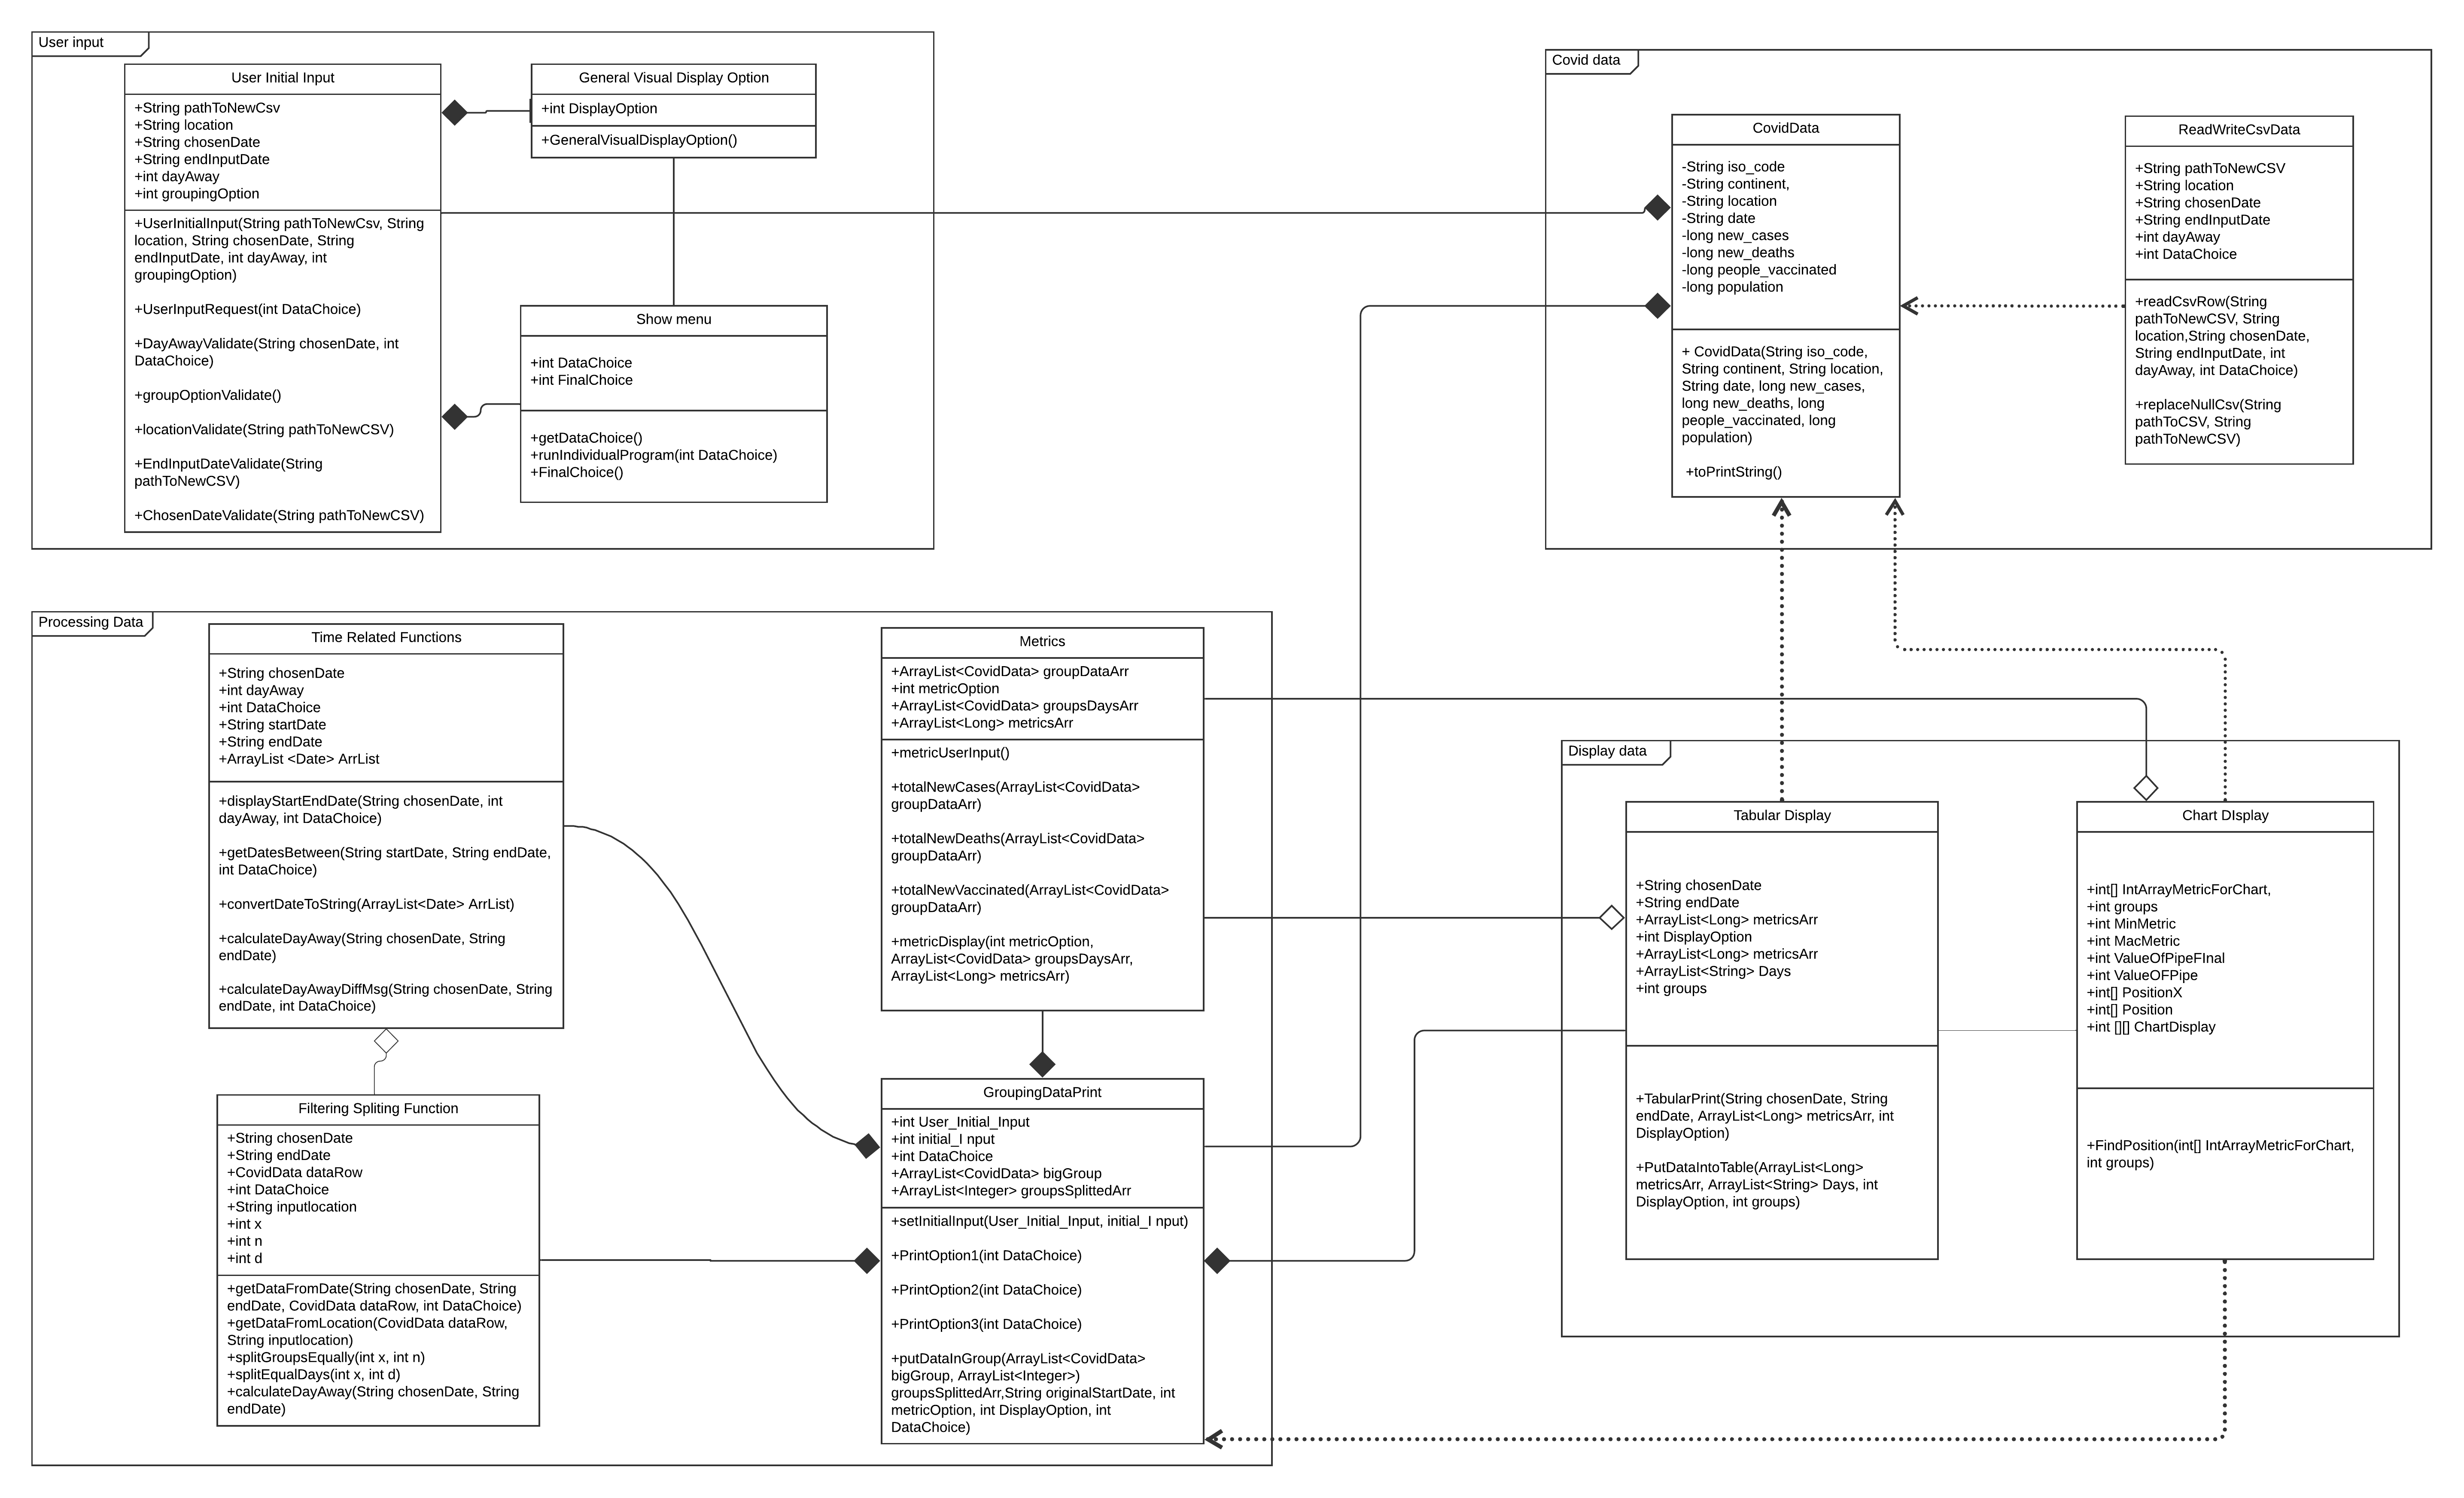 User input
User Initial Input
+String pathToNewCsv
+String location
+String chosenDate
+String endInputDate
+int dayAway
+int groupingOption
+UserInitialInput(String pathToNewCsv, String
location, String chosenDate, String
endInputDate, int dayAway, int
groupingOption)
+UserInputRequest(int DataChoice)
+DayAwayValidate(String chosenDate, int
DataChoice)
+groupOptionValidate()
+locationValidate(String pathToNewCSV)
+EndInputDateValidate(String
pathToNewCSV)
+ChosenDateValidate(String pathToNewCSV)
General Visual Display Option
+int DisplayOption
+GeneralVisualDisplayOption()
Show menu
+int DataChoice
+int FinalChoice
+getDataChoice()
+runIndividualProgram(int DataChoice)
+FinalChoice()
Covid data
CovidData
-String iso_code
-String continent,
-String location
-String date
-long new_cases
-long new_deaths
-long people_vaccinated
-long population
+ CovidData(String iso_code,
String continent, String location,
String date, long new_cases,
long new_deaths, long
people_vaccinated, long
population)
+toPrintString()
ReadWriteCsvData
+String pathToNewCSV
+String location
+String chosenDate
+String endInputDate
+int dayAway
+int DataChoice
+readCsvRow(String
pathToNewCSV, String
location,String chosenDate,
String endInputDate, int
dayAway, int DataChoice)
+replaceNullCsv(String
pathToCSV, String
pathToNewCSV)
Processing Data
Time Related Functions
+String chosenDate
+int dayAway
+int DataChoice
+String startDate
+String endDate
+ArrayList <Date> ArrList
+displayStartEndDate(String chosenDate, int
dayAway, int DataChoice)
+getDatesBetween(String startDate, String endDate,
int DataChoice)
+convertDateToString(ArrayList<Date> ArrList)
+calculateDayAway(String chosenDate, String
endDate)
+calculateDayAwayDiffMsg(String chosenDate, String
endDate, int DataChoice)
Filtering Spliting Function
+String chosenDate
+String endDate
+CovidData dataRow
+int DataChoice
+String inputlocation
+int x
+int n
+int d
+getDataFromDate(String chosenDate, String
endDate, CovidData dataRow, int DataChoice)
+getDataFromLocation(CovidData dataRow,
String inputlocation)
+splitGroupsEqually(int x, int n)
+splitEqualDays(int x, int d)
+calculateDayAway(String chosenDate, String
endDate)
Metrics
+ArrayList<CovidData> groupDataArr
+int metricOption
+ArrayList<CovidData> groupsDaysArr
+ArrayList<Long> metricsArr
+metricUserInput()
+totalNewCases(ArrayList<CovidData>
groupDataArr)
+totalNewDeaths(ArrayList<CovidData>
groupDataArr)
+totalNewVaccinated(ArrayList<CovidData>
groupDataArr)
+metricDisplay(int metricOption,
ArrayList<CovidData> groupsDaysArr,
ArrayList<Long> metricsArr)
GroupingDataPrint
+int User_Initial_Input
+int initial_I nput
+int DataChoice
+ArrayList<CovidData> bigGroup
+ArrayList<Integer> groupsSplittedArr
+setInitialInput(User_Initial_Input, initial_I nput)
+PrintOption1(int DataChoice)
+PrintOption2(int DataChoice)
+PrintOption3(int DataChoice)
+putDataInGroup(ArrayList<CovidData>
bigGroup, ArrayList<Integer>)
groupsSplittedArr,String originalStartDate, int
metricOption, int DisplayOption, int
DataChoice)
Display data
Tabular Display
+String chosenDate
+String endDate
+ArrayList<Long> metricsArr
+int DisplayOption
+ArrayList<Long> metricsArr
+ArrayList<String> Days
+int groups
+TabularPrint(String chosenDate, String
endDate, ArrayList<Long> metricsArr, int
DisplayOption)
+PutDataIntoTable(ArrayList<Long>
metricsArr, ArrayList<String> Days, int
DisplayOption, int groups)
Chart DIsplay
+int[] IntArrayMetricForChart,
+int groups
+int MinMetric
+int MacMetric
+int ValueOfPipeFInal
+int ValueOFPipe
+int[] PositionX
+int[] Position
+int [][] ChartDisplay
+FindPosition(int[] IntArrayMetricForChart,
int groups)